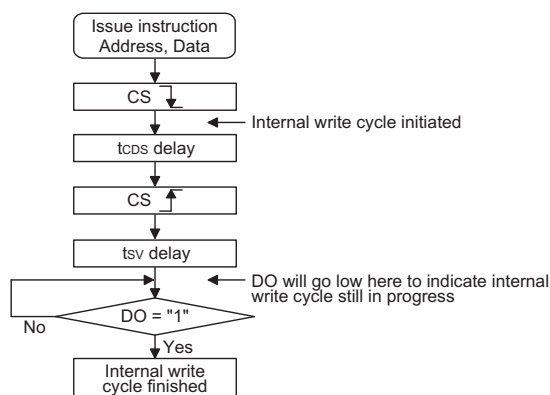 Issue instruction
Address, Data
CS
Internal write cycle initiated
tCDS delay
CS
tSV delay
DO will go low here to indicate internal
write cycle still in progress
DO = "1"
No
Yes
Internal write
cycle finished